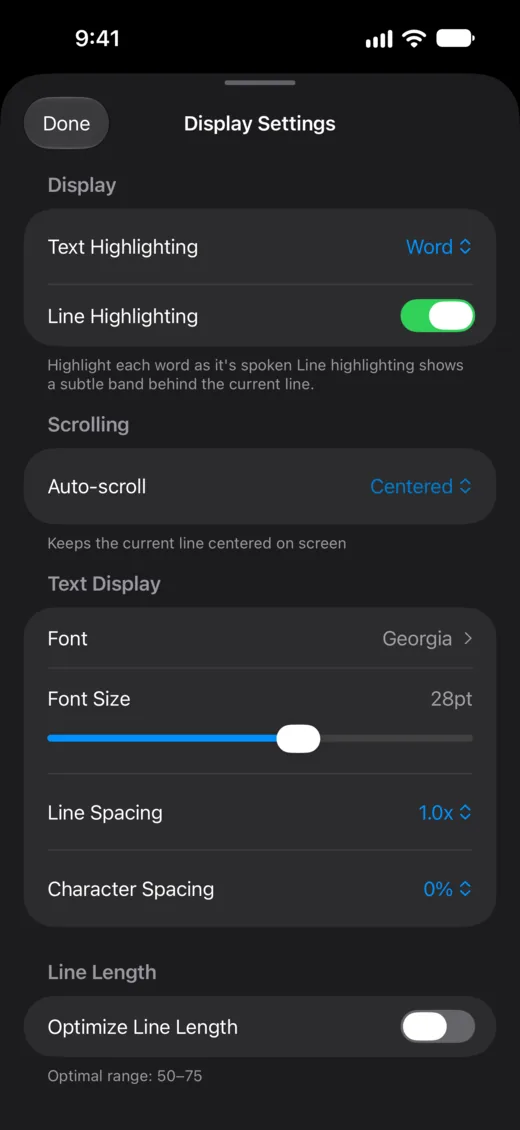 9:41
Done
Display Settings
Display
Text Highlighting
Word
Line Highlighting
Highlight each word as it's spoken Line highlighting shows
a subtle band behind the current line.
Scrolling
Auto-scroll
Centered
Keeps the current line centered on screen
Text Display
Font
Georgia
Font Size
28pt
Line Spacing
1.0x
Character Spacing
0%
Line Length
Optimize Line Length
Optimal range: 50–75